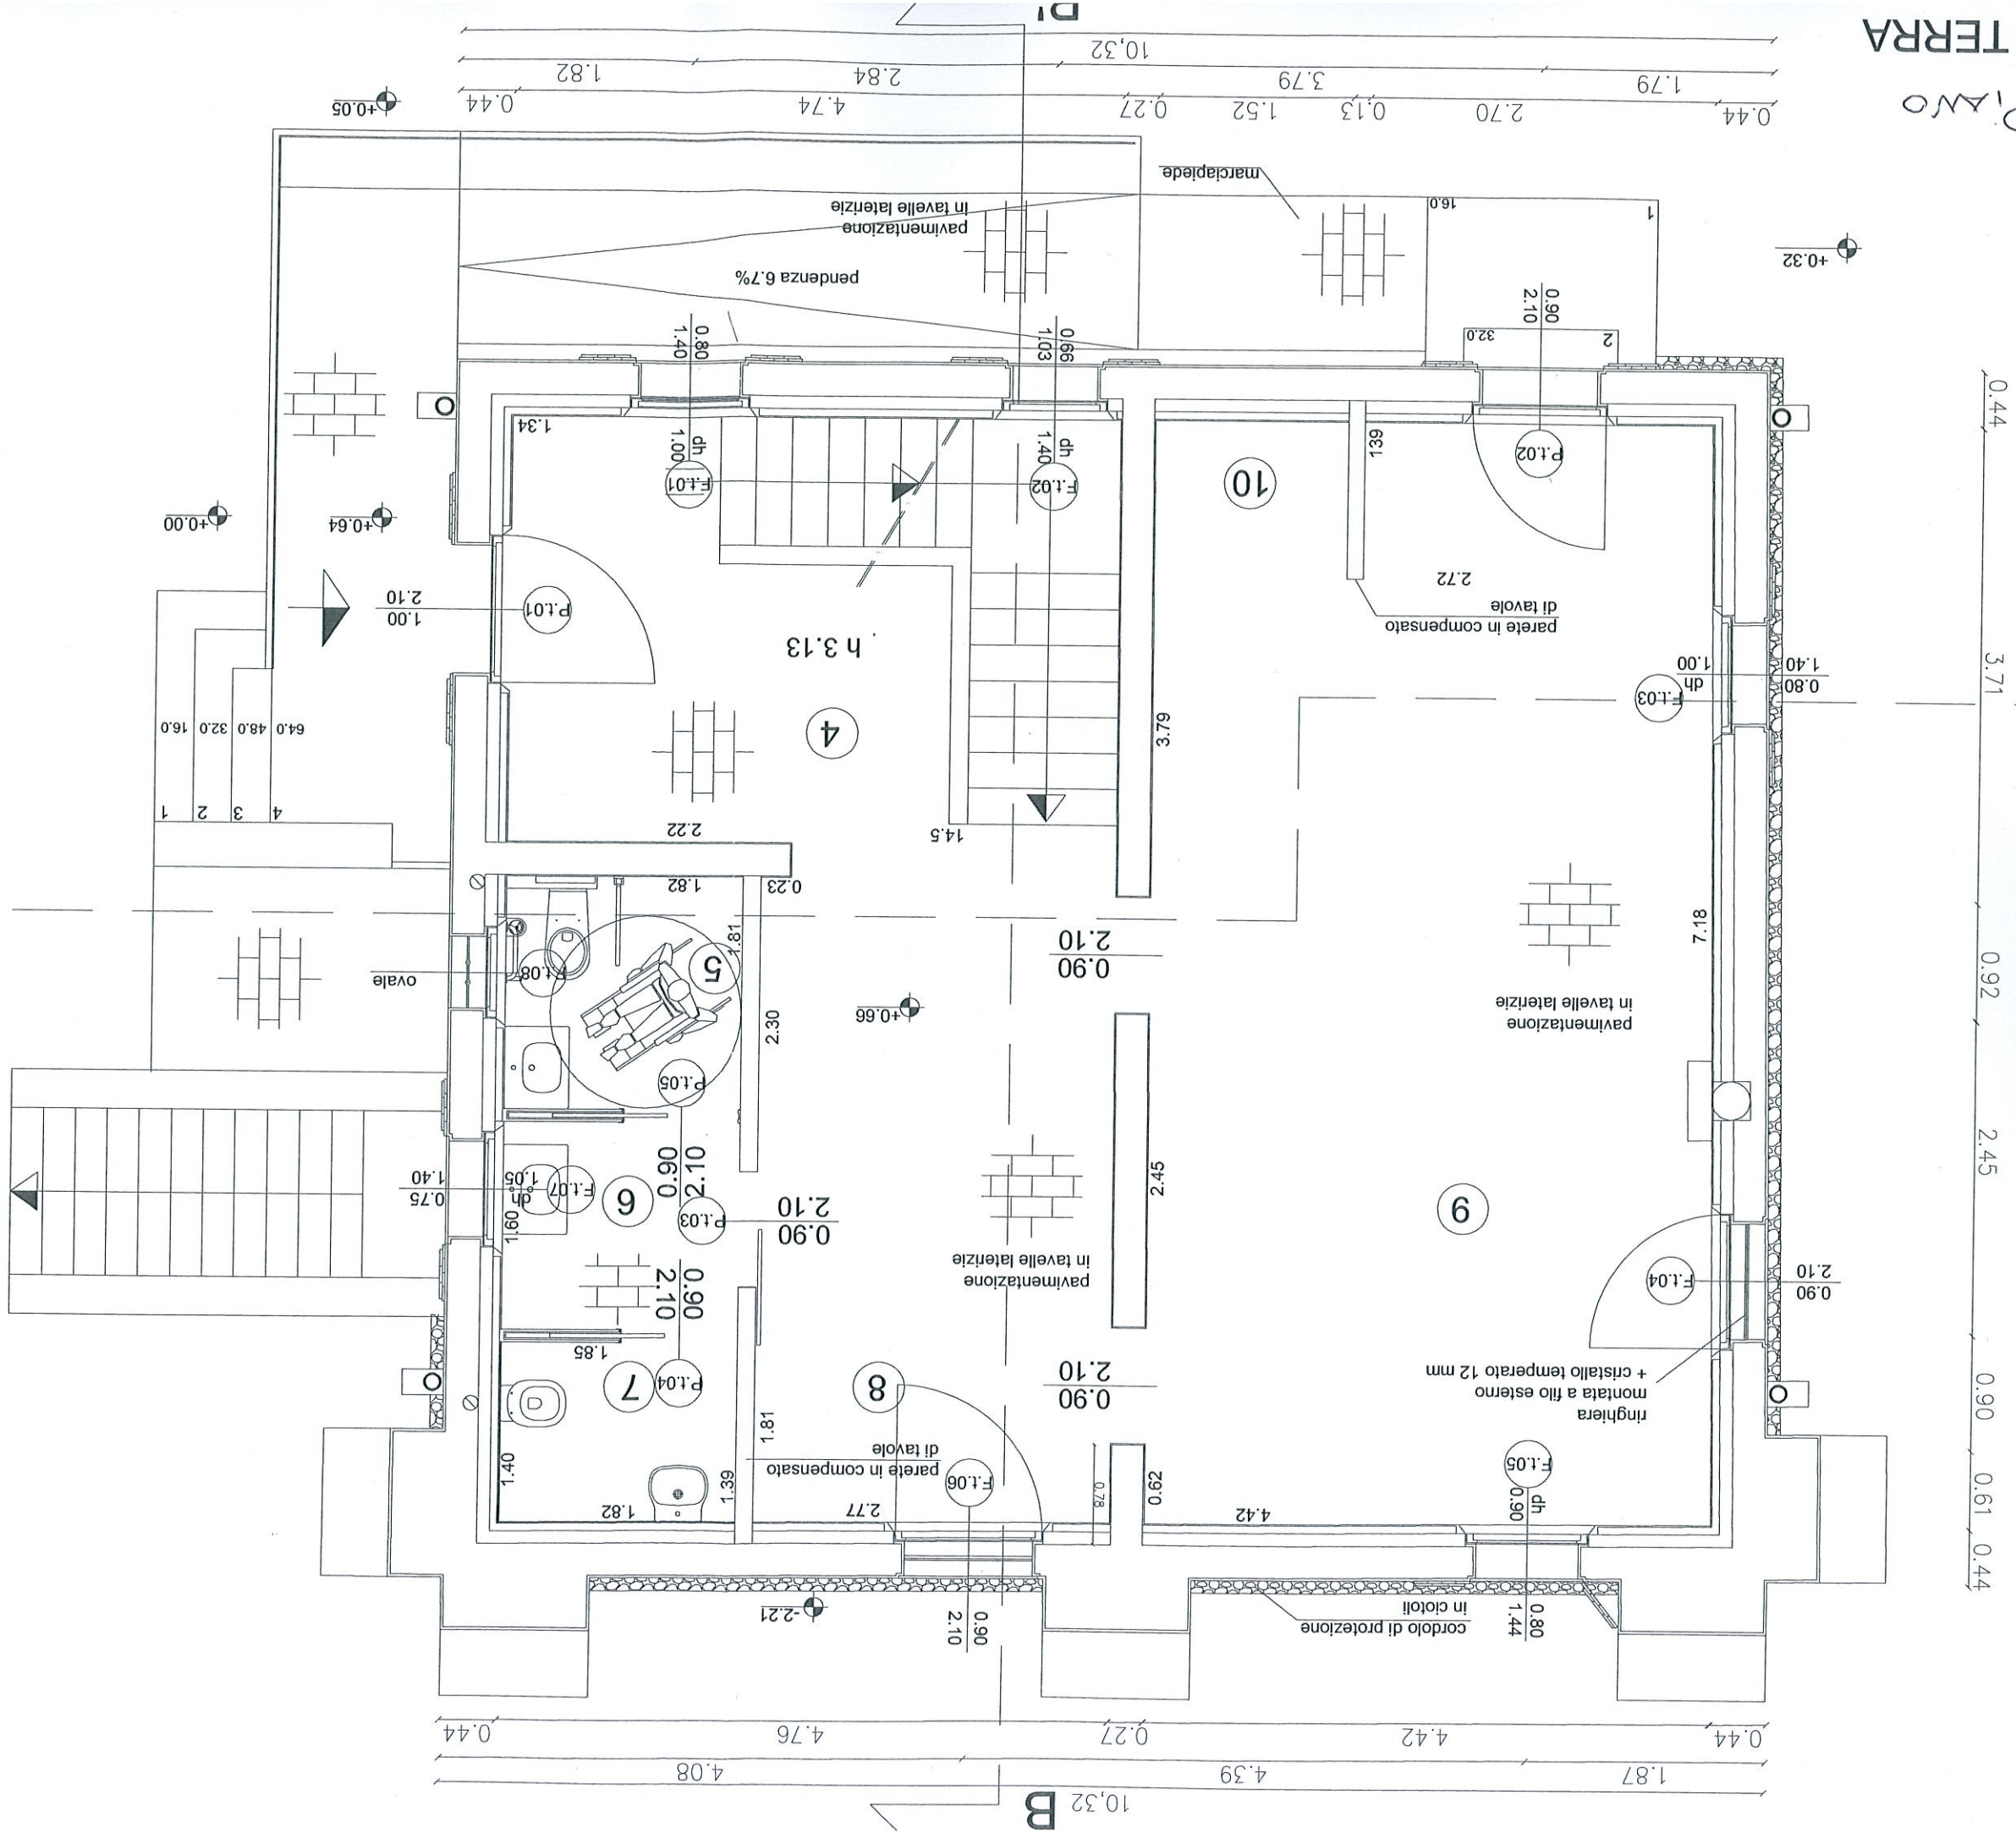 10,32
B
1.87
4.39
4.08
0.44
4.42
0.27
4.76
0.44
cordolo di protezione
in ciotoli
0.80
1.44
0.90
2.10
-2.21
0.44
0.61
0.90
2.45
0.92
3.71
0.44
4.42
0.62
0.78
2.77
1.82
1.39
1.40
F.t.05
dh
0.90
F.t.06
parete in compensato
di tavole
1.81
ringhiera
montata a filo esterno
+ cristallo temperato 12 mm
0.90
2.10
8
7
P.t.04
1.85
0.90
2.10
F.t.04
0.90
2.10
pavimentazione
in tavelle laterizie
9
2.45
0.90
2.10
P.t.03
6
0.90
2.10
F.t.07
dh
1.05
1.60
0.75
1.40
P.t.05
2.30
pavimentazione
in tavelle laterizie
+0.66
0.90
2.10
5
F.t.08
ovale
7.18
1.81
0.23
1.82
14.5
2.22
4
3
2
1
3.79
4
64.0
48.0
32.0
16.0
F.t.03
dh
1.00
0.80
1.40
h 3.13
parete in compensato
di tavole
2.72
P.t.01
1.00
2.10
139
P.t.02
10
F.t.02
dh
1.40
F.t.01
dh
1.00
1.34
+0.64
+0.00
2
32.0
0.90
2.10
0.66
1.03
0.80
1.40
+0.32
pendenza 6.7%
pavimentazione
in tavelle laterizie
1
16.0
marciapiede
+0.05
0.44
2.70
0.13
1.52
0.27
4.74
0.44
1.79
3.79
2.84
1.82
10,32
TERRA